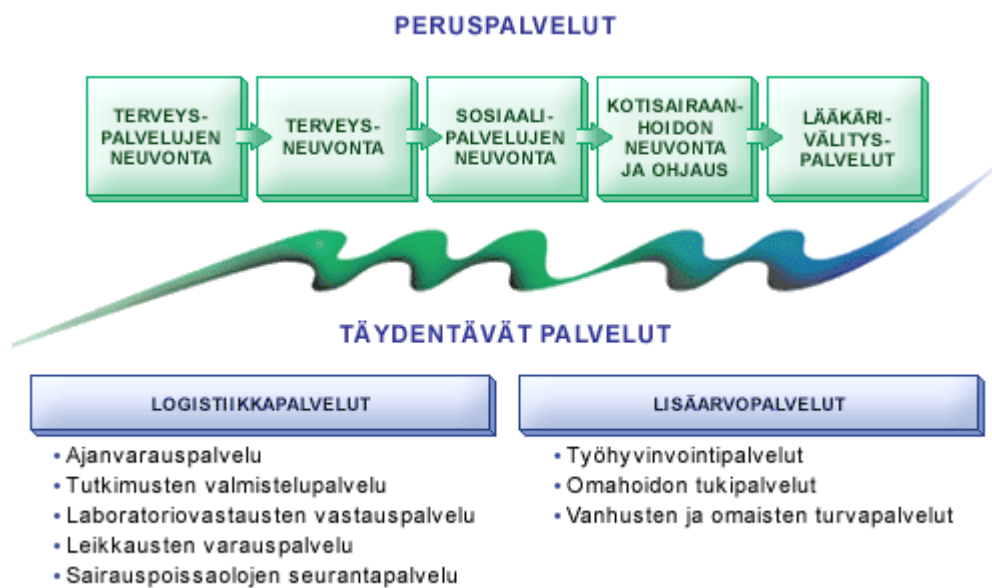 PERUSPALVELUT
TERVEYS-
PALVELUJEN
NEUVONTA
TERVEYS-
NEUVONTA
SOSIAALI-
PALVELUJEN
NEUVONTA
KOTISAIRAAN-
HOIDON
NEUVONTA
JA OHJAUS
LÄÄKÄRI-
VÄLITYS-
PALVELUT
TÄYDENTÄVÄT PALVELUT
LOGISTIIKKAPALVELUT
• Ajanvarauspalvelu
• Tutkimusten valmistelupalvelu
• Laboratoriovastausten vastauspalvelu
• Leikkausten varauspalvelu
• Sairauspoissaolojen seurantapalvelu
LISÄARVOPALVELUT
• Työhyvinvointipalvelut
• Omahoidon tukipalvelut
• Vanhusten ja omaisten turvapalvelut